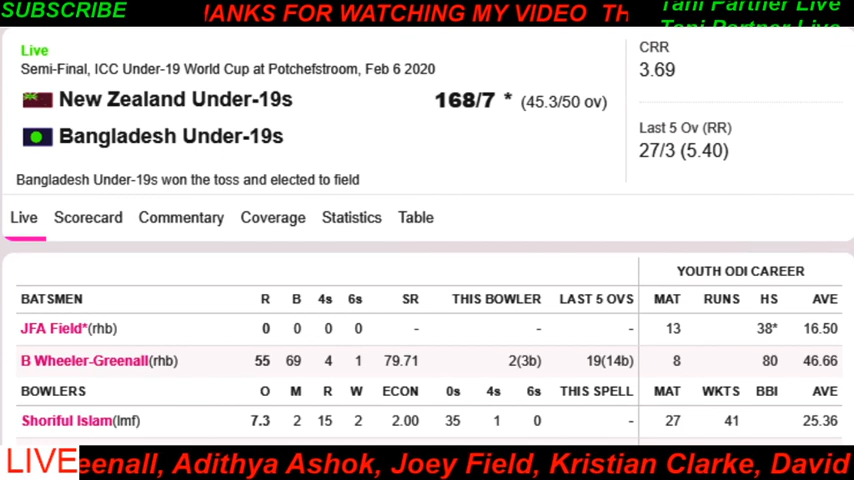 SUBSCRIBE
HANKS FOR WATCHING MY VIDEO TH
Tani Partner Live
Tani Partner Live
Live
Semi-Final, ICC Under-19 World Cup at Potchefstroom, Feb 6 2020
New Zealand Under-19s 168/7 * (45.3/50 ov)
Bangladesh Under-19s
Bangladesh Under-19s won the toss and elected to field
CRR
3.69
Last 5 Ov (RR)
27/3 (5.40)
Live Scorecard Commentary Coverage Statistics Table
YOUTH ODI CAREER
BATSMEN R B 4s 6s SR THIS BOWLER LAST 5 OVS MAT RUNS HS AVE
JFA Field*(rhb) 0 0 0 0 - - - 13 38* 16.50
B Wheeler-Greenall(rhb) 55 69 4 1 79.71 2(3b) 19(14b) 8 80 46.66
BOWLERS O M R W ECON 0s 4s 6s THIS SPELL MAT WKTS BBI AVE
Shoriful Islam(lmf) 7.3 2 15 2 2.00 35 1 0 - 27 41 25.36
LIVE eenall, Adithya Ashok, Joey Field, Kristian Clarke, David